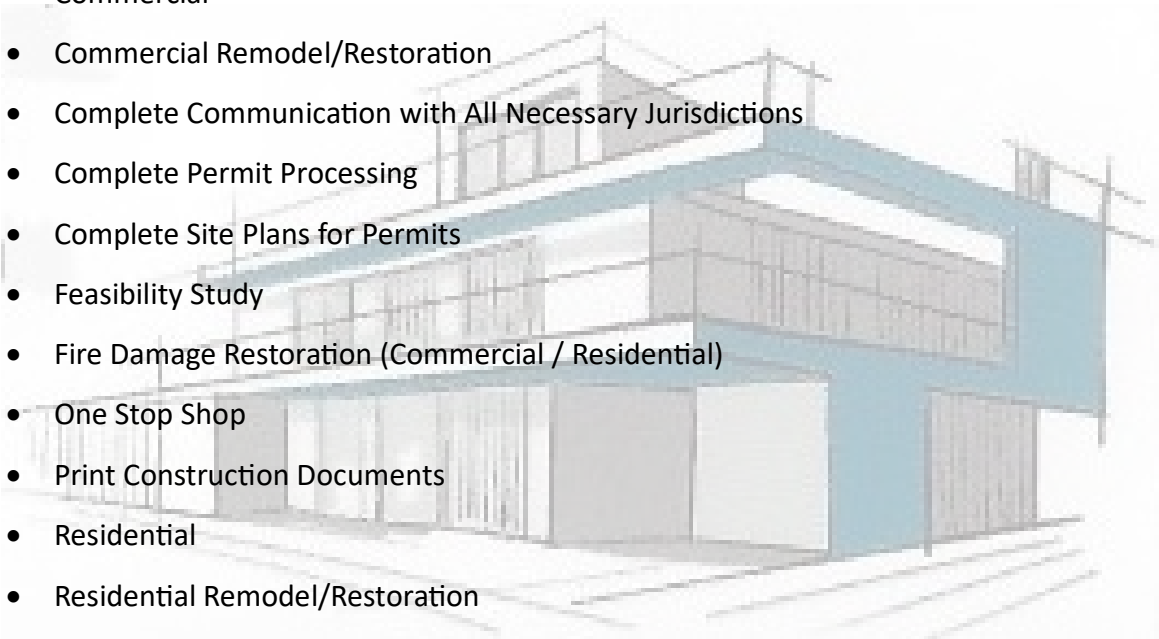 Commercial
• Commercial Remodel/Restoration
• Complete Communication with All Necessary Jurisdictions
• Complete Permit Processing
• Complete Site Plans for Permits
• Feasibility Study
• Fire Damage Restoration (Commercial / Residential)
• One Stop Shop
• Print Construction Documents
• Residential
• Residential Remodel/Restoration